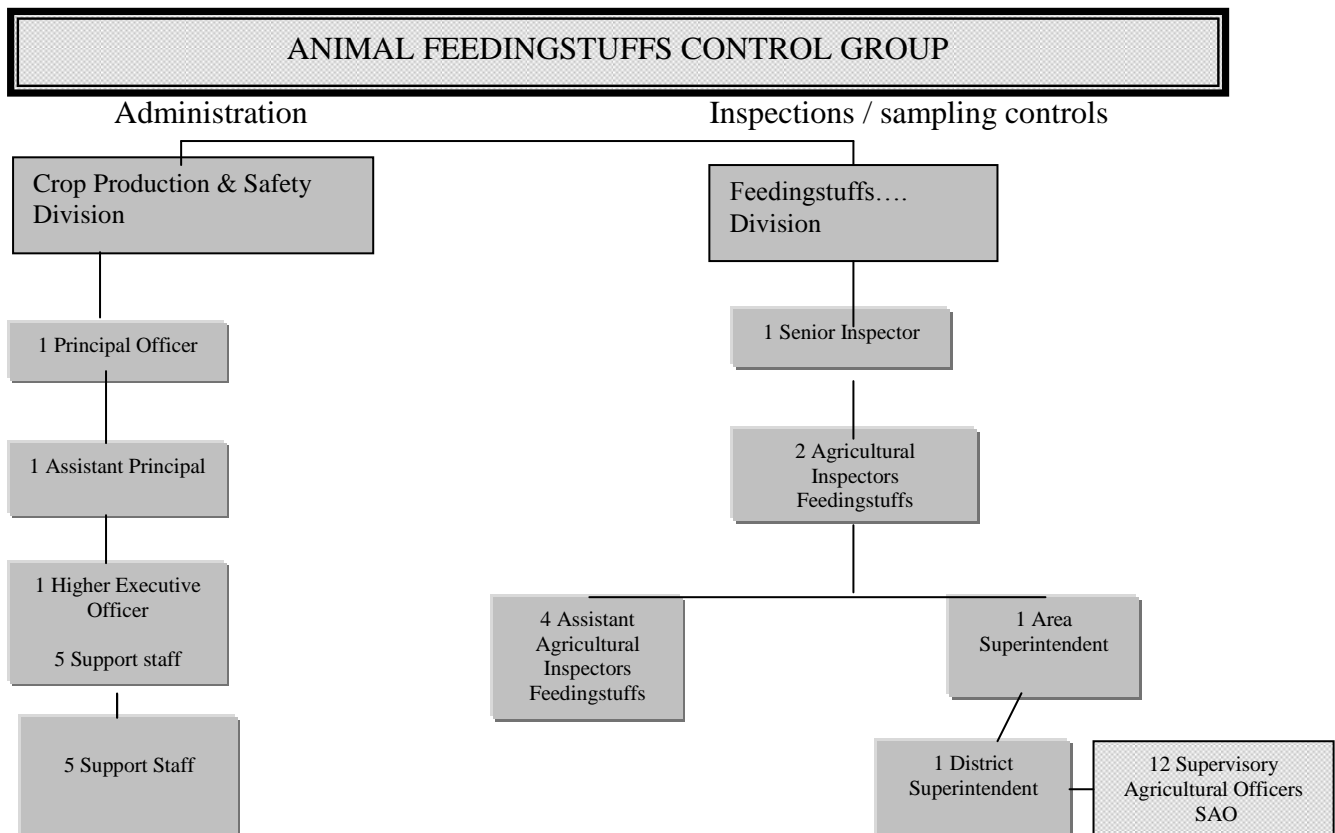 ANIMAL FEEDINGSTUFFS CONTROL GROUP
Administration
Inspections / sampling controls
Crop Production & Safety
Division
Feedingstuffs….
Division
1 Principal Officer
1 Senior Inspector
1 Assistant Principal
2 Agricultural
Inspectors
Feedingstuffs
1 Higher Executive
Officer
5 Support staff
4 Assistant
Agricultural
Inspectors
Feedingstuffs
1 Area
Superintendent
5 Support Staff
1 District
Superintendent
12 Supervisory
Agricultural Officers
SAO